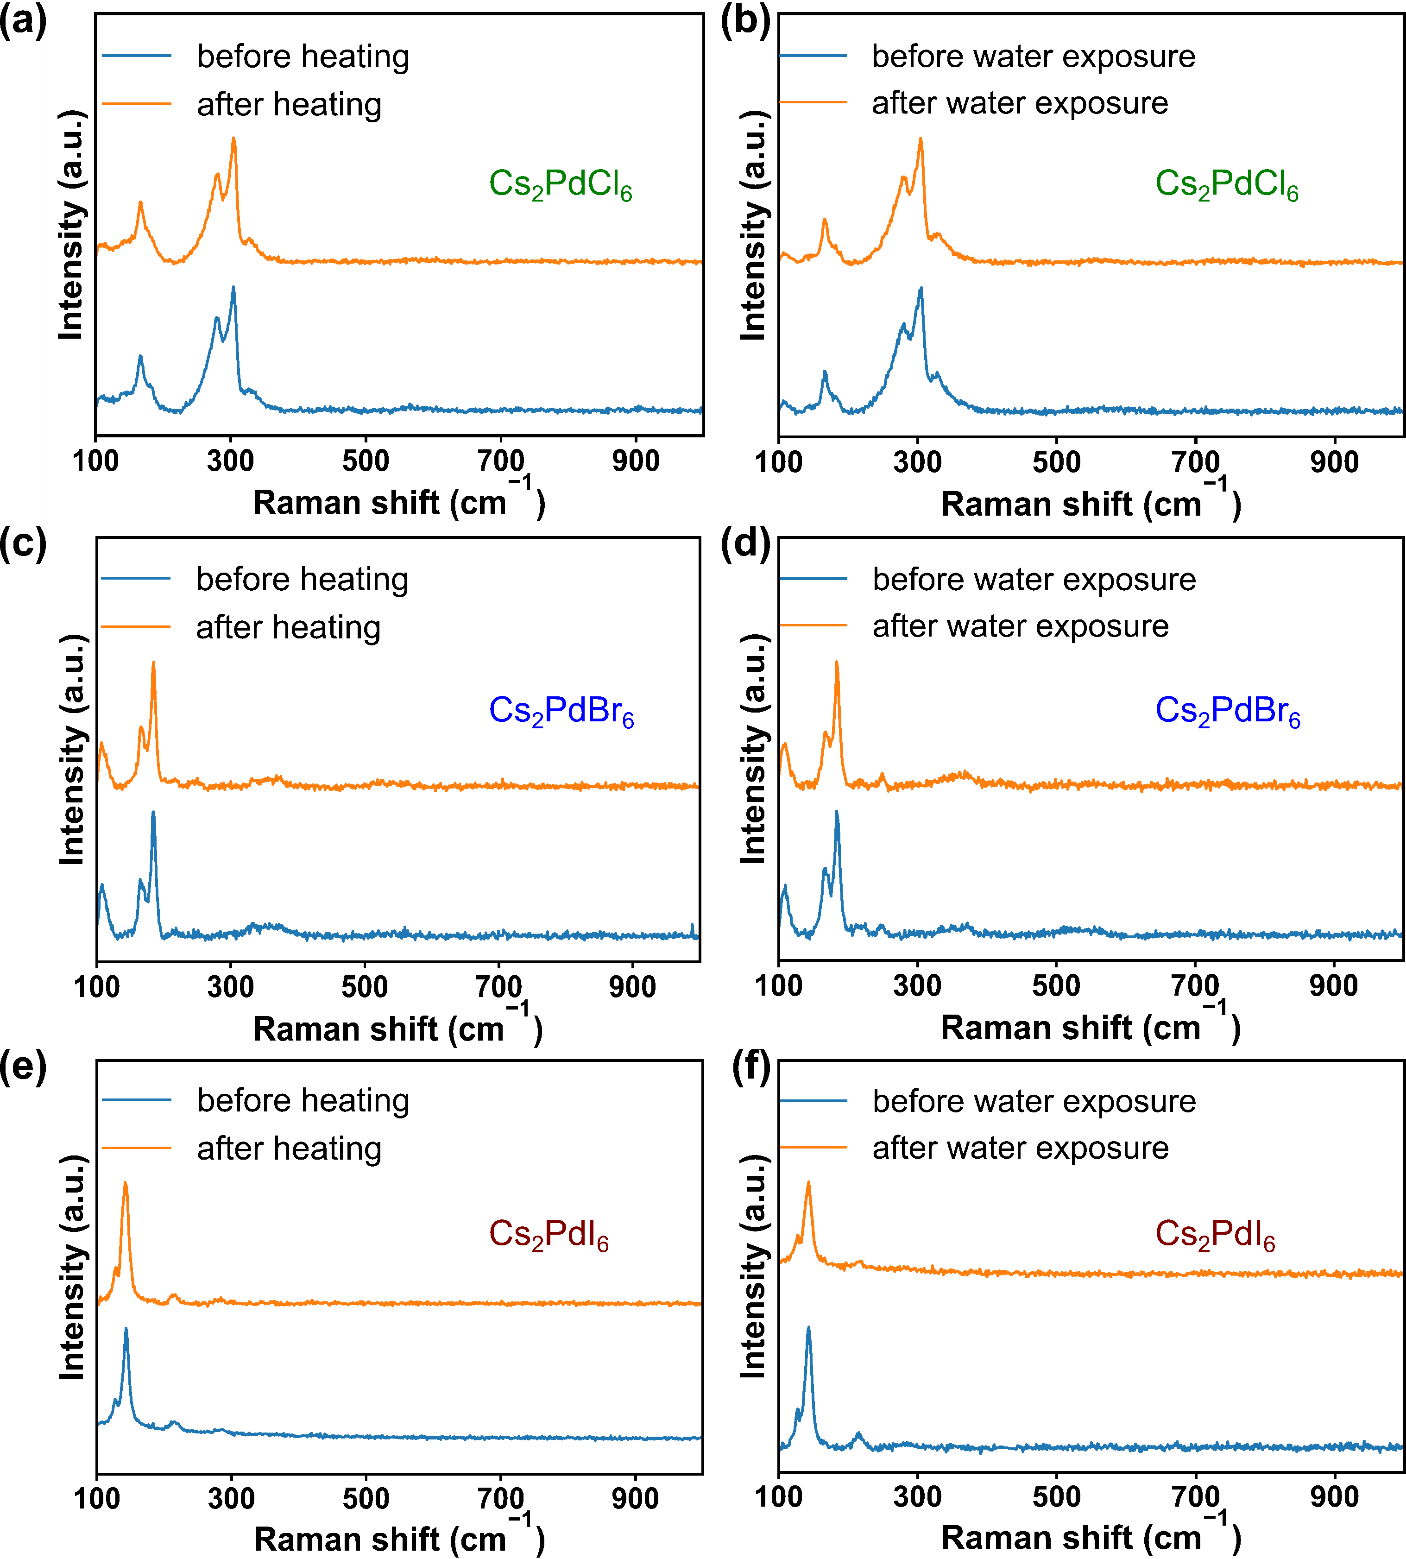 (a)
before heating
after heating
Cs₂PdCl₆
Intensity (a.u.)
100 300 500 700 900
Raman shift (cm⁻¹)
(b)
before water exposure
after water exposure
Cs₂PdCl₆
Intensity (a.u.)
100 300 500 700 900
Raman shift (cm⁻¹)
(c)
before heating
after heating
Cs₂PdBr₆
Intensity (a.u.)
100 300 500 700 900
Raman shift (cm⁻¹)
(d)
before water exposure
after water exposure
Cs₂PdBr₆
Intensity (a.u.)
100 300 500 700 900
Raman shift (cm⁻¹)
(e)
before heating
after heating
Cs₂PdI₆
Intensity (a.u.)
100 300 500 700 900
Raman shift (cm⁻¹)
(f)
before water exposure
after water exposure
Cs₂PdI₆
Intensity (a.u.)
100 300 500 700 900
Raman shift (cm⁻¹)